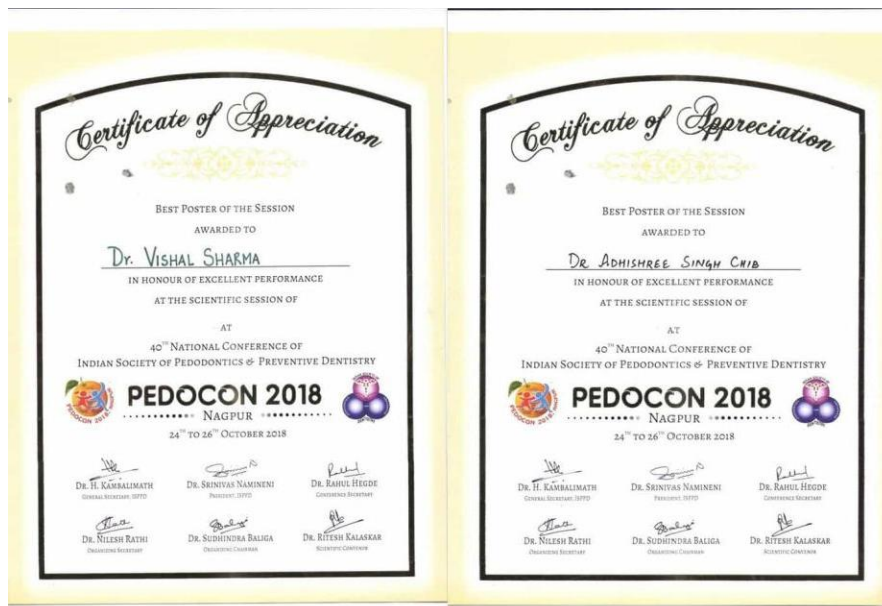 Certificate of Appreciation
BEST POSTER OF THE SESSION
AWARDED TO
Dr. VISHAL SHARMA
IN HONOUR OF EXCELLENT PERFORMANCE
AT THE SCIENTIFIC SESSION OF
AT
40TH NATIONAL CONFERENCE OF
INDIAN SOCIETY OF PEDODONTICS & PREVENTIVE DENTISTRY
PEDOCON 2018
NAGPUR
24TH TO 26TH OCTOBER 2018
DR. H. KAMBALIMATH DR. SRINIVAS NAMINENI DR. RAHUL HEGDE
GENERAL SECRETARY, ISPPD PRESIDENT, ISPPD CONFERENCE SECRETARY
DR. NILESH RATHI DR. SUDHINDRA BALIGA DR. RITESH KALASKAR
ORGANIZING SECRETARY ORGANIZING CHAIRMAN SCIENTIFIC CONVENOR
Certificate of Appreciation
BEST POSTER OF THE SESSION
AWARDED TO
DR ADHISHREE SINGH CHIB
IN HONOUR OF EXCELLENT PERFORMANCE
AT THE SCIENTIFIC SESSION OF
AT
40TH NATIONAL CONFERENCE OF
INDIAN SOCIETY OF PEDODONTICS & PREVENTIVE DENTISTRY
PEDOCON 2018
NAGPUR
24TH TO 26TH OCTOBER 2018
DR. H. KAMBALIMATH DR. SRINIVAS NAMINENI DR. RAHUL HEGDE
GENERAL SECRETARY, ISPPD PRESIDENT, ISPPD CONFERENCE SECRETARY
DR. NILESH RATHI DR. SUDHINDRA BALIGA DR. RITESH KALASKAR
ORGANIZING SECRETARY ORGANIZING CHAIRMAN SCIENTIFIC CONVENOR